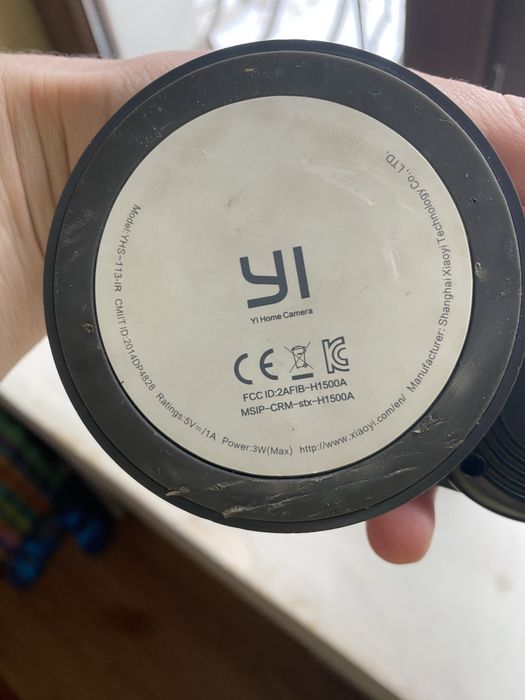 YI
YI Home Camera
CE
FCC ID:2AFIB-H1500A
MSIP-CRM-stx-H1500A
Model:YHS-113-IR CMIIT ID:2014DP4828 Ratings:5V⎓/1A Power:3W(Max) http://www.xiaoyi.com/en/ Manufacturer: Shanghai Xiaoyi Technology Co.,LTD.